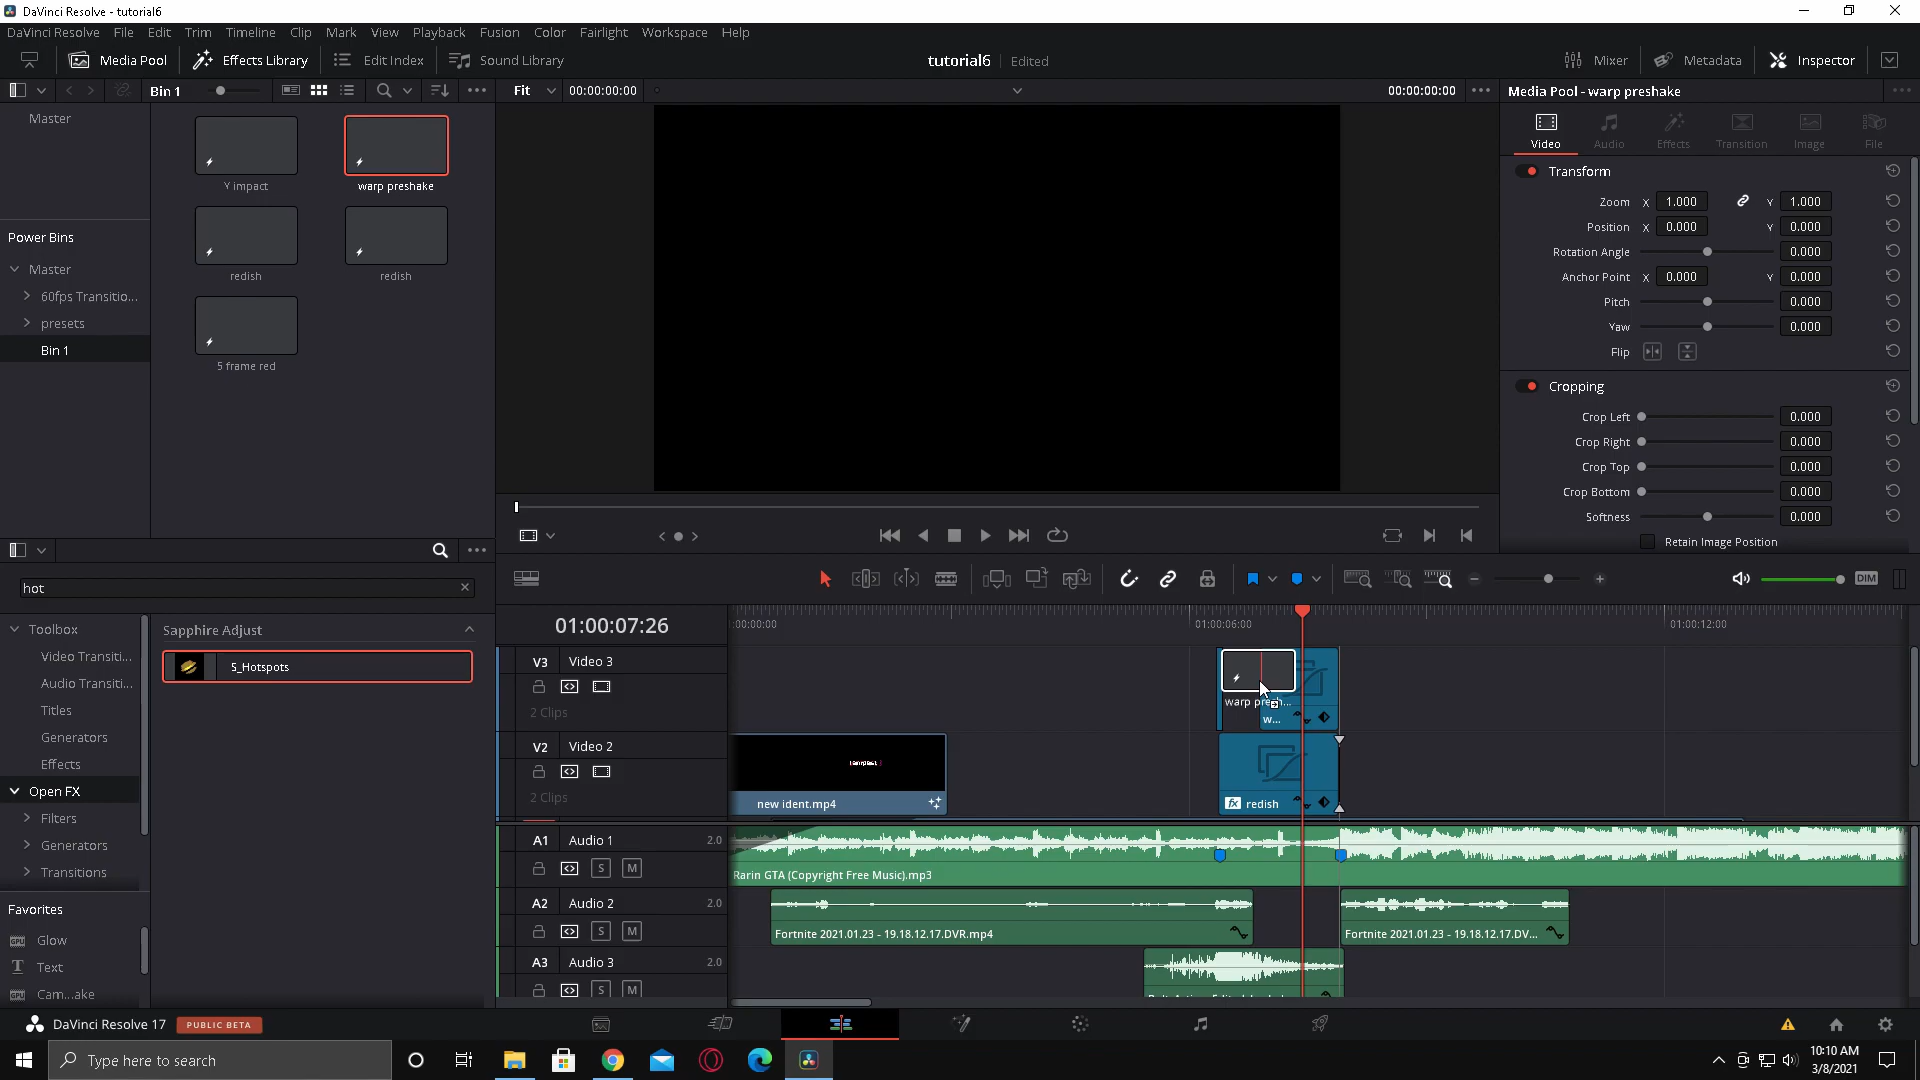 DaVinci Resolve - tutorial6
DaVinci Resolve File Edit Trim Timeline Clip Mark View Playback Fusion Color Fairlight Workspace Help
Media Pool Effects Library Edit Index Sound Library tutorial6 Edited Mixer Metadata Inspector
Bin 1 Fit 00:00:00:00 00:00:00:00 Media Pool - warp preshake
Master
Y impact warp preshake
redish redish
5 frame red
Power Bins
Master
60fps Transitio...
presets
Bin 1
Video Audio Effects Transition Image File
Transform
Zoom X 1.000 Y 1.000
Position X 0.000 Y 0.000
Rotation Angle 0.000
Anchor Point X 0.000 Y 0.000
Pitch 0.000
Yaw 0.000
Flip
Cropping
Crop Left 0.000
Crop Right 0.000
Crop Top 0.000
Crop Bottom 0.000
Softness 0.000
Retain Image Position
hot
Toolbox
Video Transiti...
Audio Transiti...
Titles
Generators
Effects
Open FX
Filters
Generators
Transitions
Favorites
Glow
Text
Cam...ake
Sapphire Adjust
S_Hotspots
DIM
01:00:07:26
:00:00:00 01:00:06:00 01:00:12:00
V3 Video 3
2 Clips
warp presh...
w...
V2 Video 2
2 Clips
new ident.mp4
fx redish
A1 Audio 1 2.0
S M
Rarin GTA (Copyright Free Music).mp3
A2 Audio 2 2.0
S M
Fortnite 2021.01.23 - 19.18.12.17.DVR.mp4
Fortnite 2021.01.23 - 19.18.12.17.DV...
A3 Audio 3 2.0
S M
DaVinci Resolve 17 PUBLIC BETA
Type here to search
10:10 AM
3/8/2021